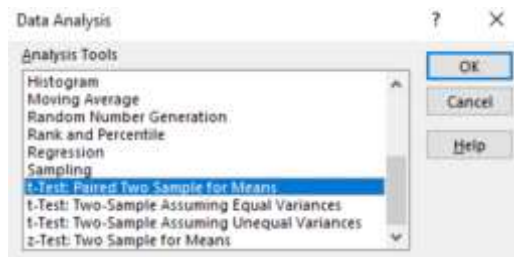 Data Analysis ? ×
Analysis Tools
Histogram
Moving Average
Random Number Generation
Rank and Percentile
Regression
Sampling
t-Test: Paired Two Sample for Means
t-Test: Two-Sample Assuming Equal Variances
t-Test: Two-Sample Assuming Unequal Variances
z-Test: Two Sample for Means
OK
Cancel
Help